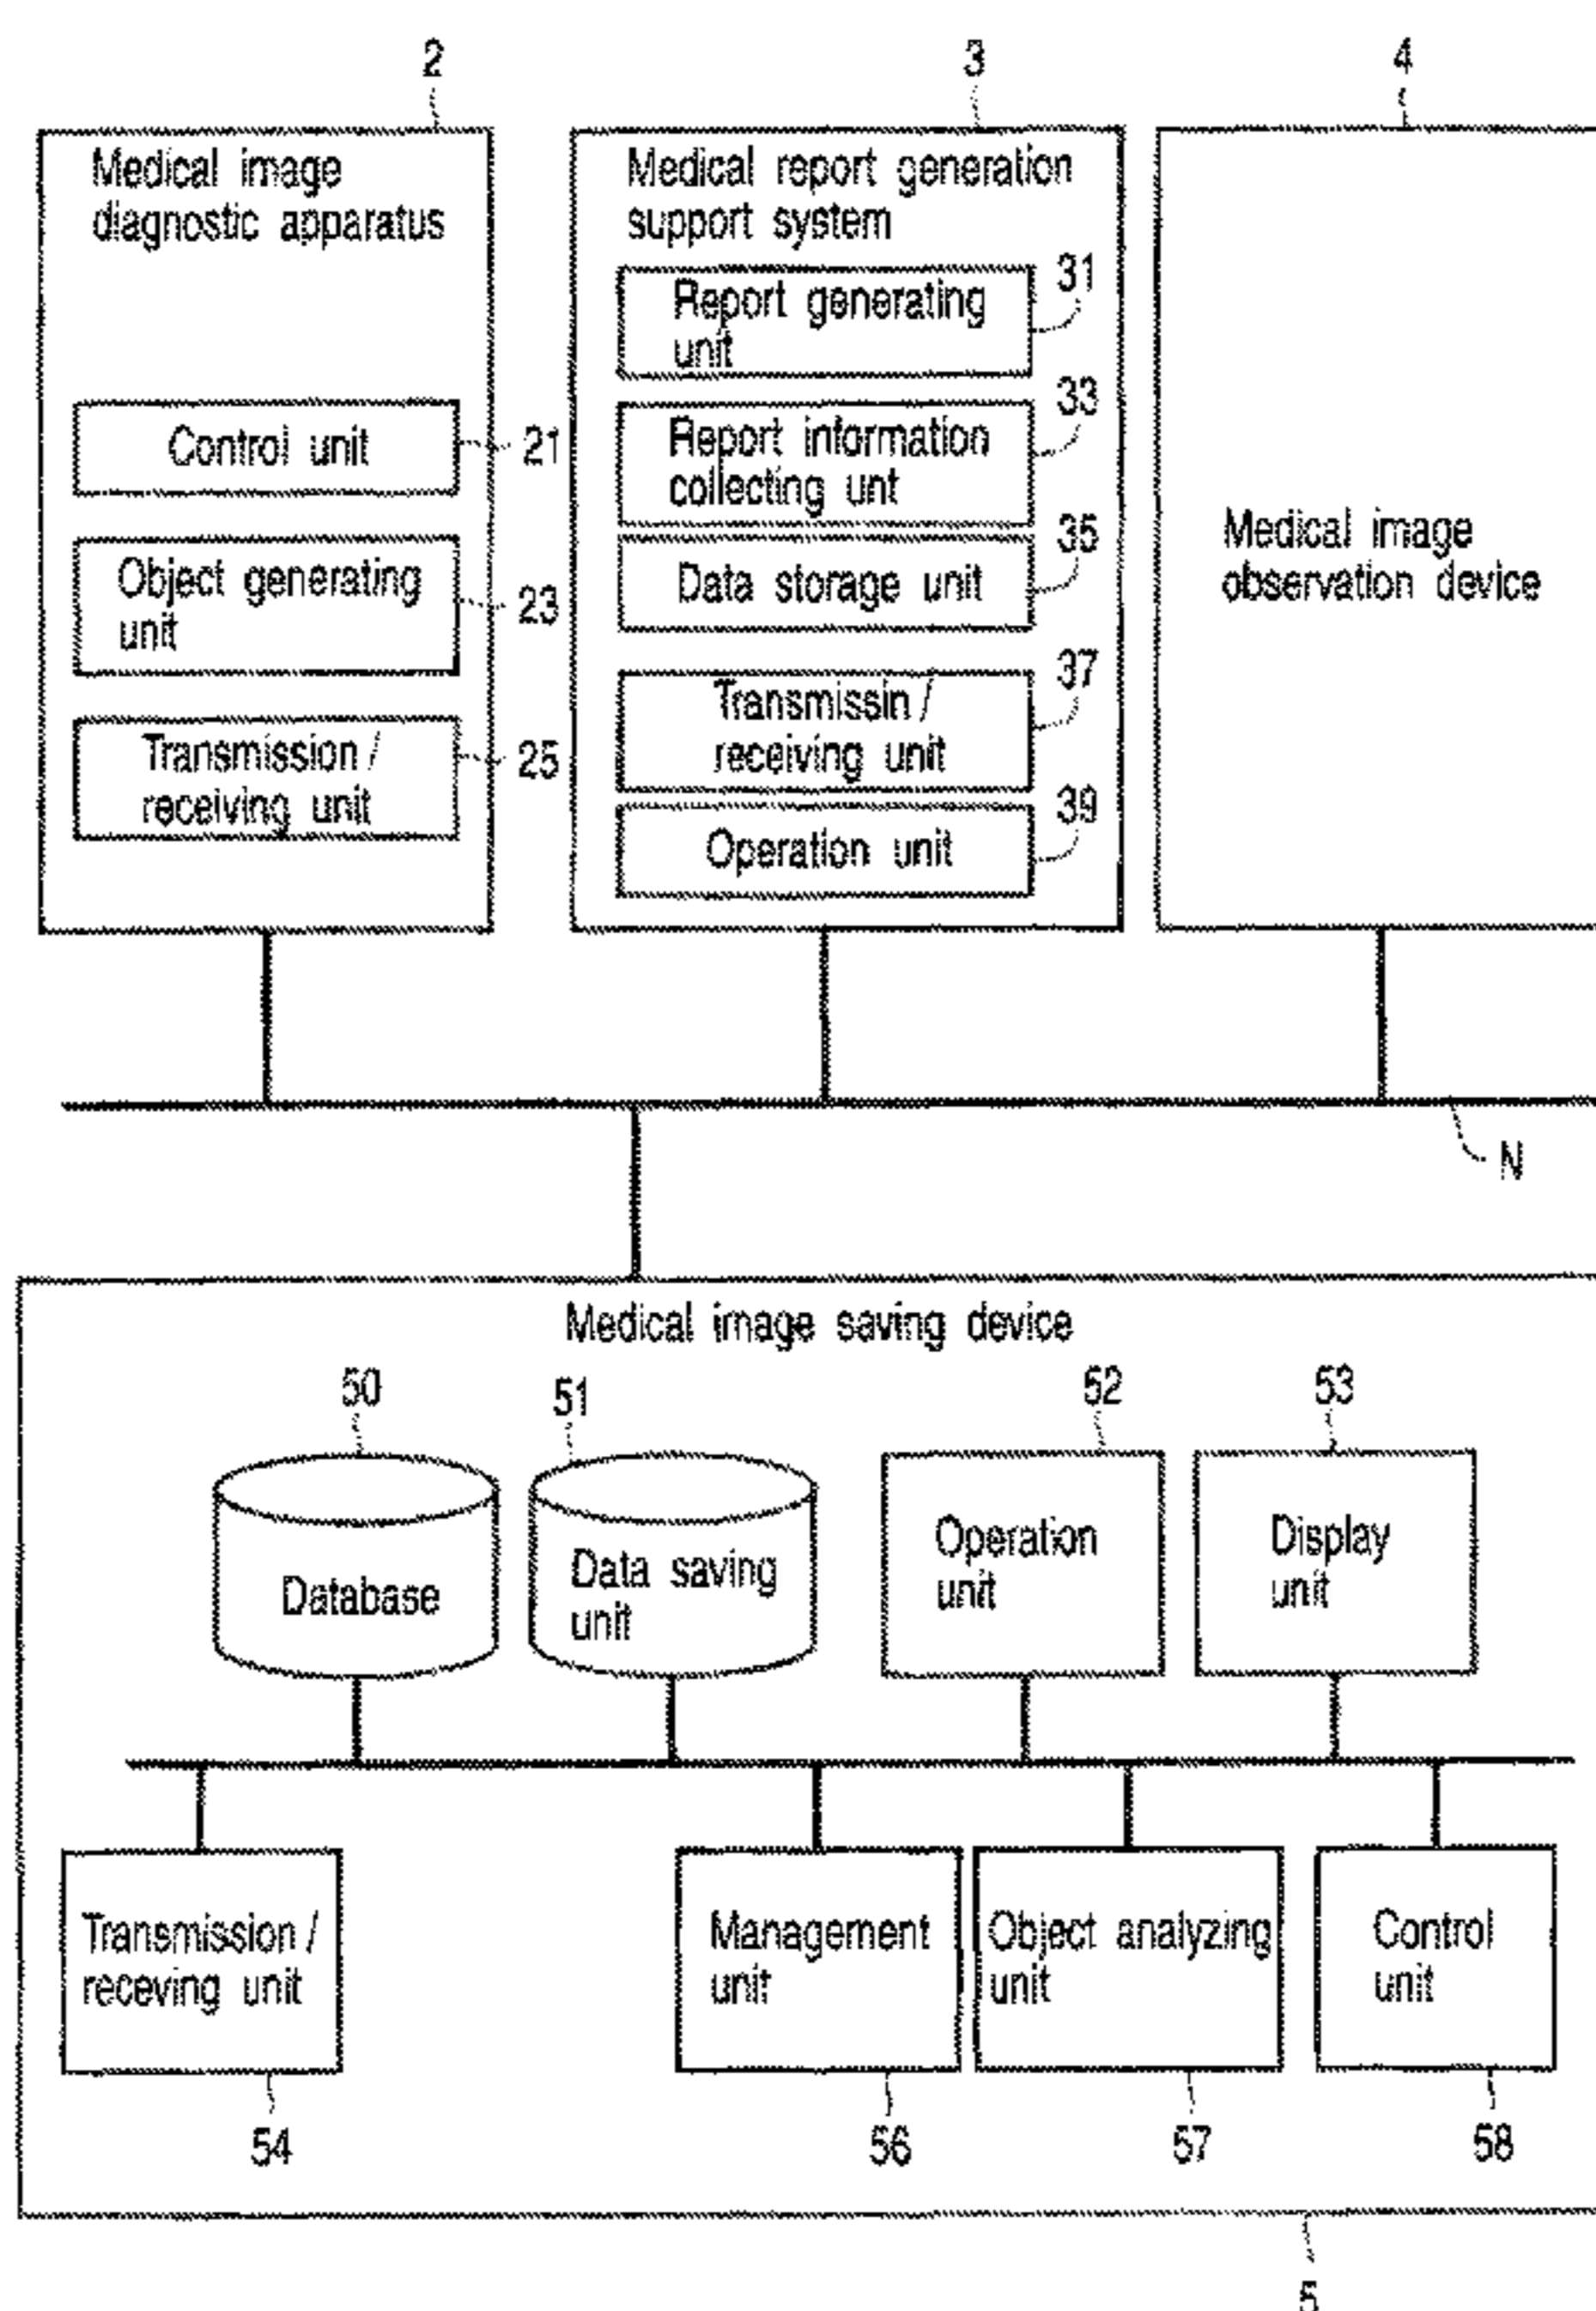 2
3
4
Medical image
diagnostic apparatus
Control unit
21
Object generating
unit
23
Transmission /
receiving unit
25
Medical report generation
support system
Report generating
unit
31
Report information
collecting unt
33
Data storage unit
35
Transmissin /
receiving unit
37
Operation unit
39
Medical image
observation device
N
Medical image saving device
50
51
52
53
Database
Data saving
unit
Operation
unit
Display
unit
Transmission /
receving unit
Management
unit
Object analyzing
unit
Control
unit
54
56
57
58
5